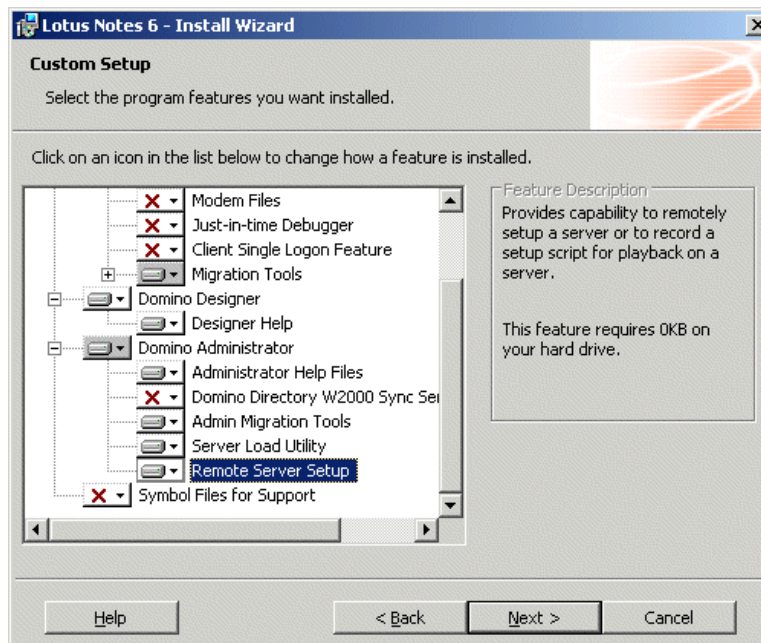 Lotus Notes 6 - Install Wizard
Custom Setup
Select the program features you want installed.
Click on an icon in the list below to change how a feature is installed.
Modem Files
Just-in-time Debugger
Client Single Logon Feature
Migration Tools
Domino Designer
Designer Help
Domino Administrator
Administrator Help Files
Domino Directory W2000 Sync Ser
Admin Migration Tools
Server Load Utility
Remote Server Setup
Symbol Files for Support
Feature Description
Provides capability to remotely
setup a server or to record a
setup script for playback on a
server.
This feature requires 0KB on
your hard drive.
Help
< Back
Next >
Cancel